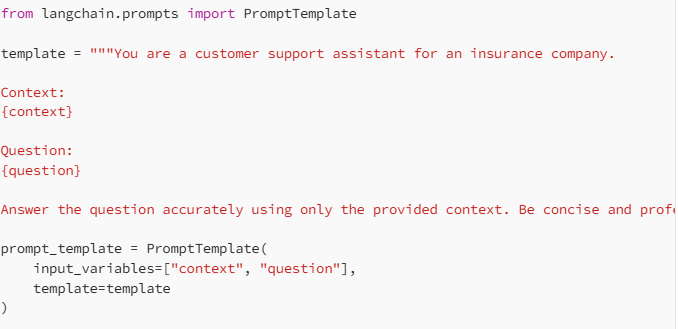 from langchain.prompts import PromptTemplate
template = """You are a customer support assistant for an insurance company.
Context:
{context}
Question:
{question}
Answer the question accurately using only the provided context. Be concise and
prompt_template = PromptTemplate(
    input_variables=["context", "question"],
    template=template
)